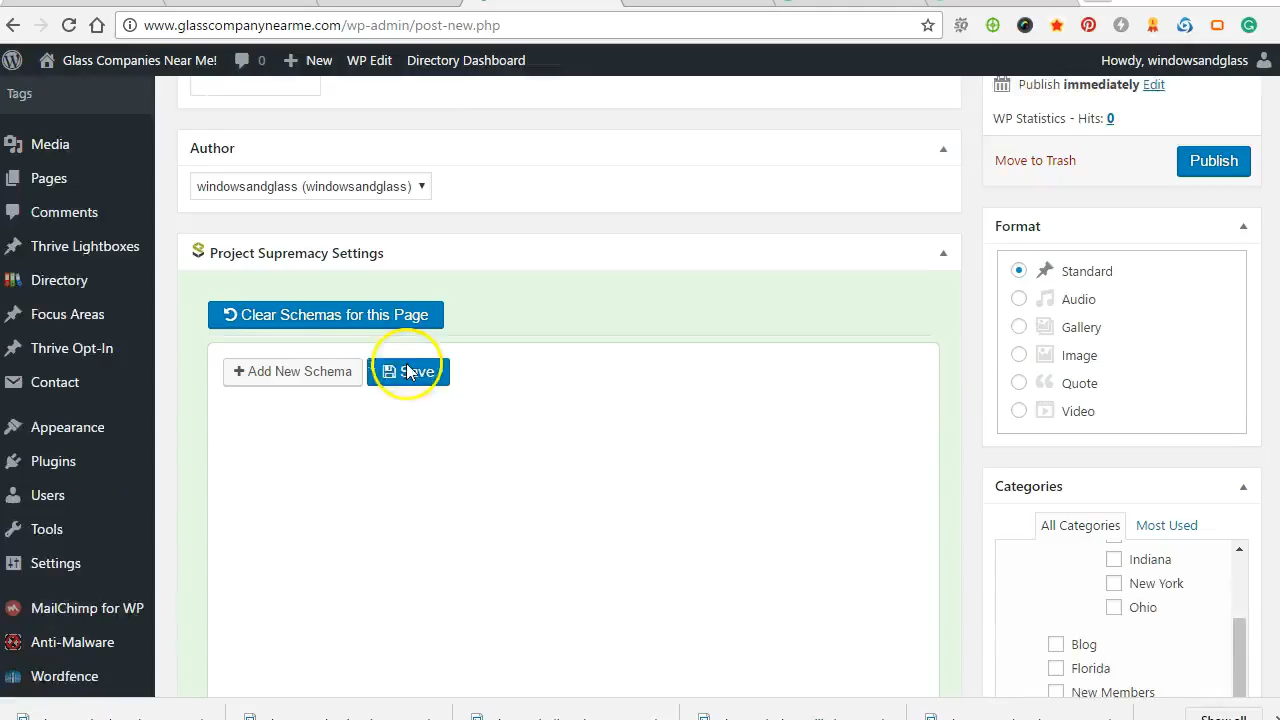 www.glasscompanynearme.com/wp-admin/post-new.php
Glass Companies Near Me! 0 New WP Edit Directory Dashboard Howdy, windowsandglass
Tags
Media
Pages
Comments
Thrive Lightboxes
Directory
Focus Areas
Thrive Opt-In
Contact
Appearance
Plugins
Users
Tools
Settings
MailChimp for WP
Anti-Malware
Wordfence
Author
windowsandglass (windowsandglass)
Project Supremacy Settings
Clear Schemas for this Page
Add New Schema
Save
Publish immediately Edit
WP Statistics - Hits: 0
Move to Trash
Publish
Format
Standard
Audio
Gallery
Image
Quote
Video
Categories
All Categories Most Used
Indiana
New York
Ohio
Blog
Florida
New Members
Show all